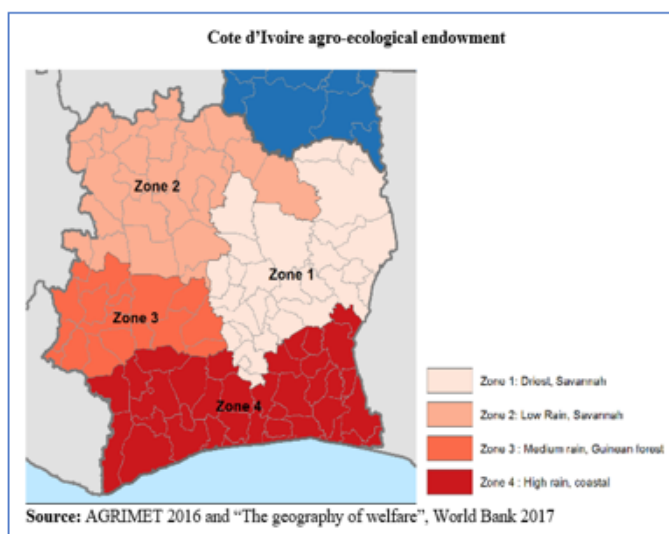 Cote d'Ivoire agro-ecological endowment
Zone 2
Zone 1
Zone 3
Zone 4
Zone 1: Driest, Savannah
Zone 2: Low Rain, Savannah
Zone 3 : Medium rain, Guinean forest
Zone 4 : High rain, coastal
Source: AGRIMET 2016 and “The geography of welfare”, World Bank 2017